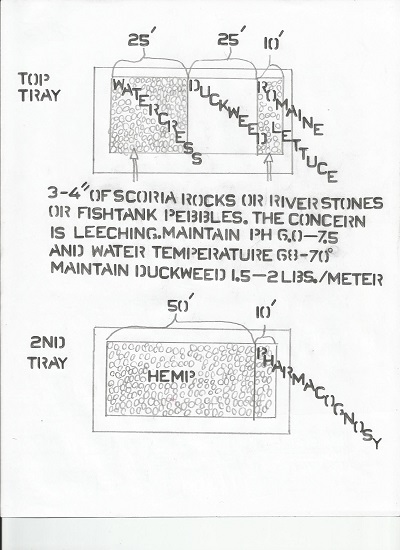 25' 25' 10'
TOP
TRAY
WATERCRESS
DUCKWEED
ROMAINE
LETTUCE
3-4" OF SCORIA ROCKS OR RIVER STONES
OR FISHTANK PEBBLES. THE CONCERN
IS LEECHING. MAINTAIN PH 6.0-7.5
AND WATER TEMPERATURE 68-70°
MAINTAIN DUCKWEED 1.5-2 LBS./METER
50' 10'
2ND
TRAY
HEMP
PHARMACOGNOSY